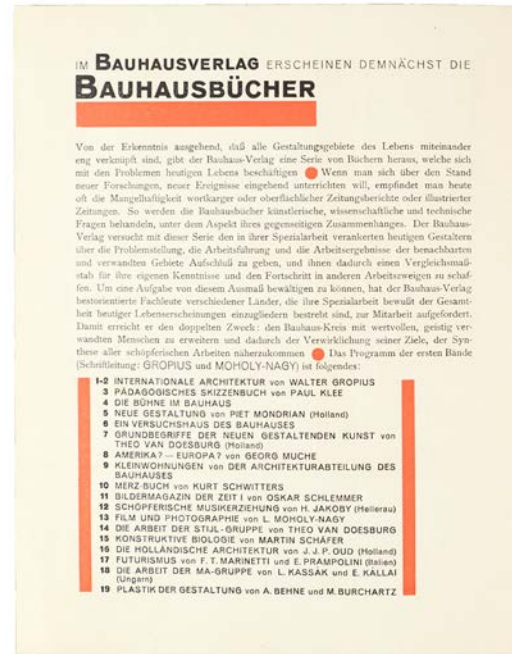 IM BAUHAUSVERLAG ERSCHEINEN DEMNÄCHST DIE
BAUHAUSBÜCHER
Von der Erkenntnis ausgehend, daß alle Gestaltungsgebiete des Lebens miteinander
eng verknüpft sind, gibt der Bauhaus-Verlag eine Serie von Büchern heraus, welche sich
mit den Problemen heutigen Lebens beschäftigen ● Wenn man sich über den Stand
neuer Forschungen, neuer Ereignisse eingehend unterrichten will, empfindet man heute
oft die Mangelhaftigkeit wortkarger oder oberflächlicher Zeitungsberichte oder illustrierter
Zeitungen. So werden die Bauhausbücher künstlerische, wissenschaftliche und technische
Fragen behandeln, unter dem Aspekt ihres gegenseitigen Zusammenhanges. Der Bauhaus-
Verlag versucht mit dieser Serie den in ihrer Spezialarbeit verankerten heutigen Gestaltern
über die Problemstellung, die Arbeitsführung und die Arbeitsergebnisse der benachbarten
und verwandten Gebiete Aufschluß zu geben, und ihnen dadurch einen Vergleichsmaß-
stab für ihre eigenen Kenntnisse und den Fortschritt in anderen Arbeitszweigen zu schaf-
fen. Um eine Aufgabe von diesem Ausmaß bewältigen zu können, hat der Bauhaus-Verlag
bestorientierte Fachleute verschiedener Länder, die ihre Spezialarbeit bewußt der Gesamt-
heit heutiger Lebenserscheinungen einzugliedern bestrebt sind, zur Mitarbeit aufgefordert.
Damit erreicht er den doppelten Zweck: den Bauhaus-Kreis mit wertvollen, geistig ver-
wandten Menschen zu erweitern und dadurch der Verwirklichung seiner Ziele, der Syn-
these aller schöpferischen Arbeiten näherzukommen ● Das Programm der ersten Bände
(Schriftleitung: GROPIUS und MOHOLY-NAGY) ist folgendes:
1-2 INTERNATIONALE ARCHITEKTUR von WALTER GROPIUS
3 PÄDAGOGISCHES SKIZZENBUCH von PAUL KLEE
4 DIE BÜHNE IM BAUHAUS
5 NEUE GESTALTUNG von PIET MONDRIAN (Holland)
6 EIN VERSUCHSHAUS DES BAUHAUSES
7 GRUNDBEGRIFFE DER NEUEN GESTALTENDEN KUNST von
THEO VAN DOESBURG (Holland)
8 AMERIKA? — EUROPA? von GEORG MUCHE
9 KLEINWOHNUNGEN von DER ARCHITEKTURABTEILUNG DES
BAUHAUSES
10 MERZ-BUCH von KURT SCHWITTERS
11 BILDERMAGAZIN DER ZEIT I von OSKAR SCHLEMMER
12 SCHÖPFERISCHE MUSIKERZIEHUNG von H. JAKOBY (Hellerau)
13 FILM UND PHOTOGRAPHIE von L. MOHOLY-NAGY
14 DIE ARBEIT DER STIJL-GRUPPE von THEO VAN DOESBURG
15 KONSTRUKTIVE BIOLOGIE von MARTIN SCHÄFER
16 DIE HOLLÄNDISCHE ARCHITEKTUR von J. J. P. OUD (Holland)
17 FUTURISMUS von F. T. MARINETTI und E. PRAMPOLINI (Italien)
18 DIE ARBEIT DER MA-GRUPPE von L. KASSÁK und E. KÁLLAI
(Ungarn)
19 PLASTIK DER GESTALTUNG von A. BEHNE und M. BURCHARTZ